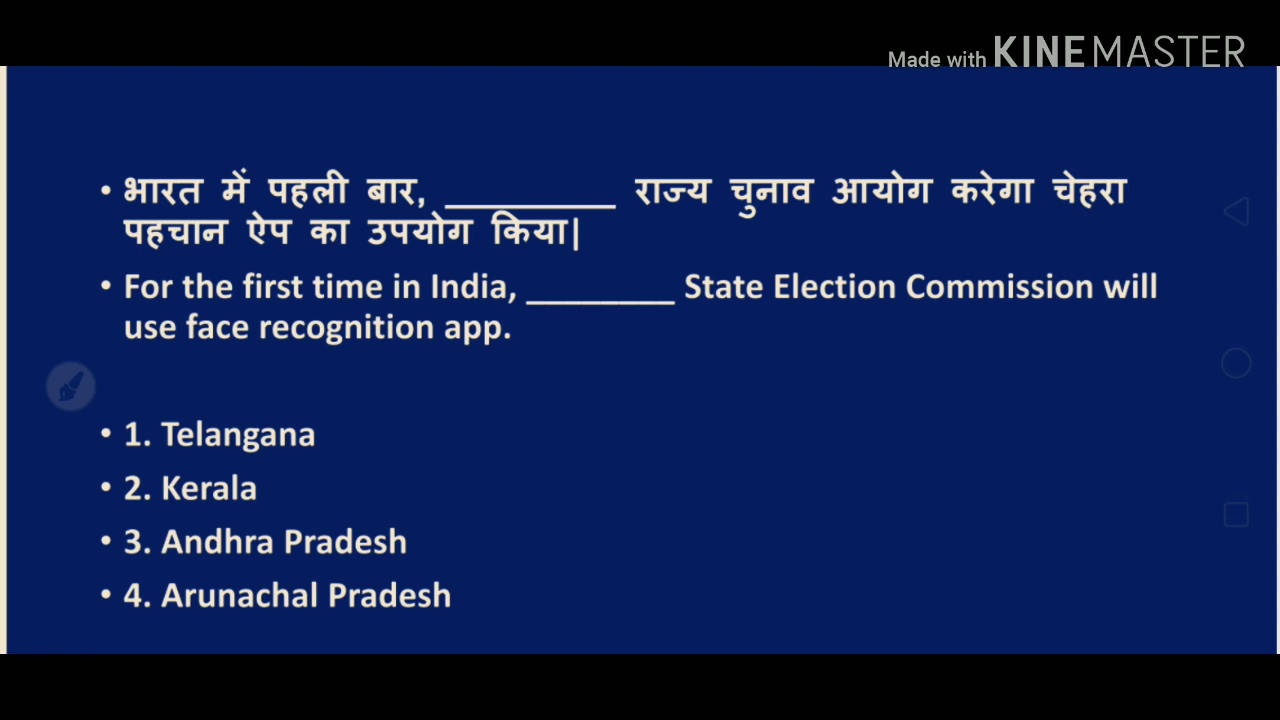 Made with KINEMASTER
• भारत में पहली बार, _________ राज्य चुनाव आयोग करेगा चेहरा
पहचान ऐप का उपयोग किया|
• For the first time in India, ________ State Election Commission will
use face recognition app.
• 1. Telangana
• 2. Kerala
• 3. Andhra Pradesh
• 4. Arunachal Pradesh